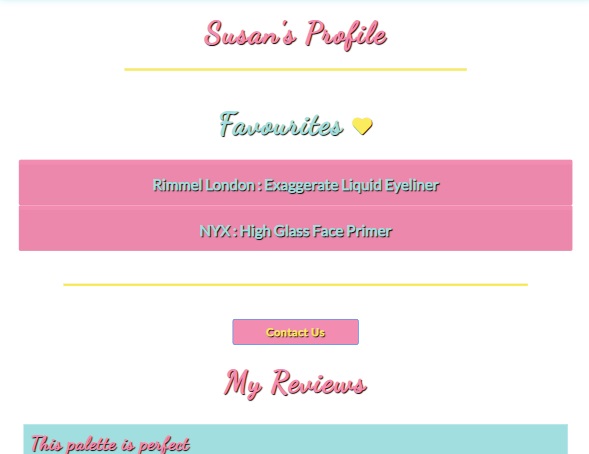 Susan's Profile
Favourites
Rimmel London : Exaggerate Liquid Eyeliner
NYX : High Glass Face Primer
Contact Us
My Reviews
This palette is perfect